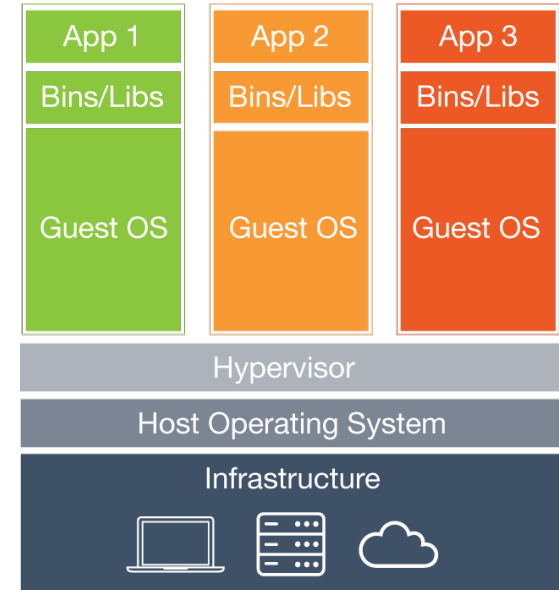 App 1
App 2
App 3
Bins/Libs
Bins/Libs
Bins/Libs
Guest OS
Guest OS
Guest OS
Hypervisor
Host Operating System
Infrastructure